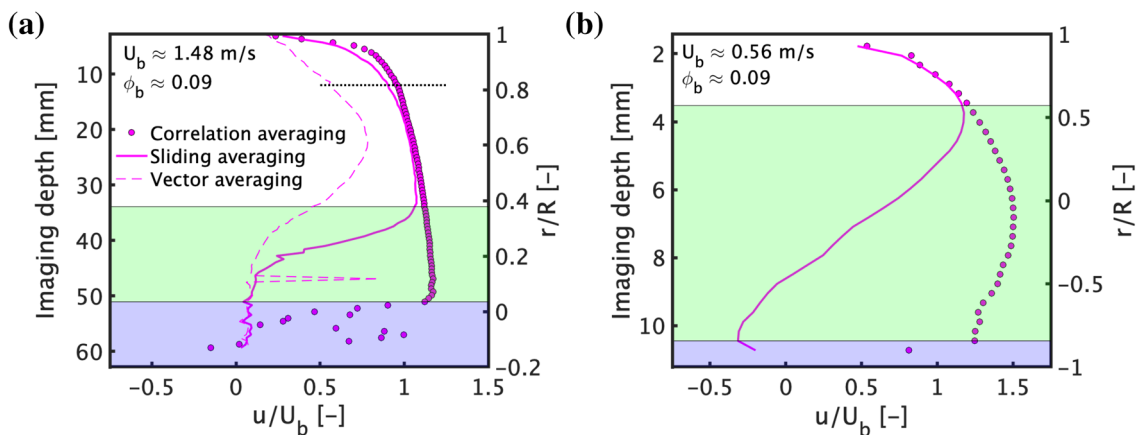 (a)
U_b ≈ 1.48 m/s
ϕ_b ≈ 0.09
Correlation averaging
Sliding averaging
Vector averaging
Imaging depth [mm]
10
20
30
40
50
60
-0.5
0
0.5
1
1.5
u/U_b [–]
1
0.8
0.6
0.4
0.2
0
-0.2
r/R [–]
(b)
U_b ≈ 0.56 m/s
ϕ_b ≈ 0.09
Imaging depth [mm]
2
4
6
8
10
-0.5
0
0.5
1
1.5
u/U_b [–]
1
0.5
0
-0.5
-1
r/R [–]